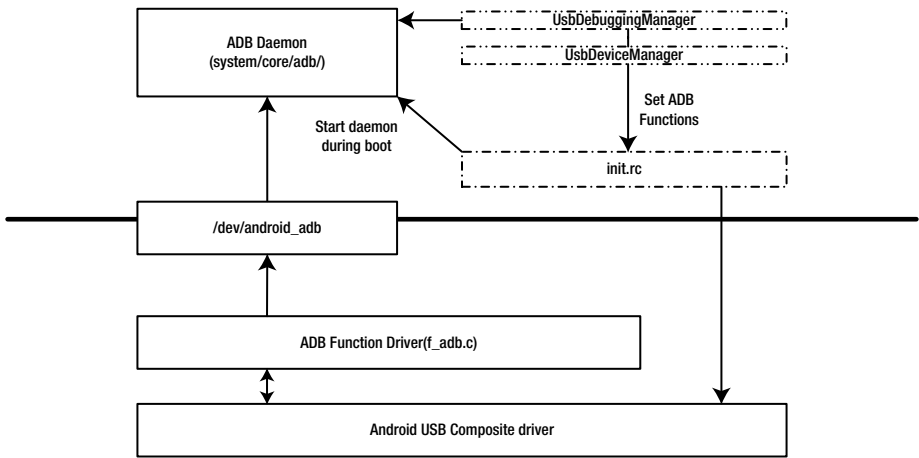 UsbDebuggingManager
ADB Daemon
(system/core/adb/)
UsbDeviceManager
Set ADB
Functions
Start daemon
during boot
init.rc
/dev/android_adb
ADB Function Driver(f_adb.c)
Android USB Composite driver